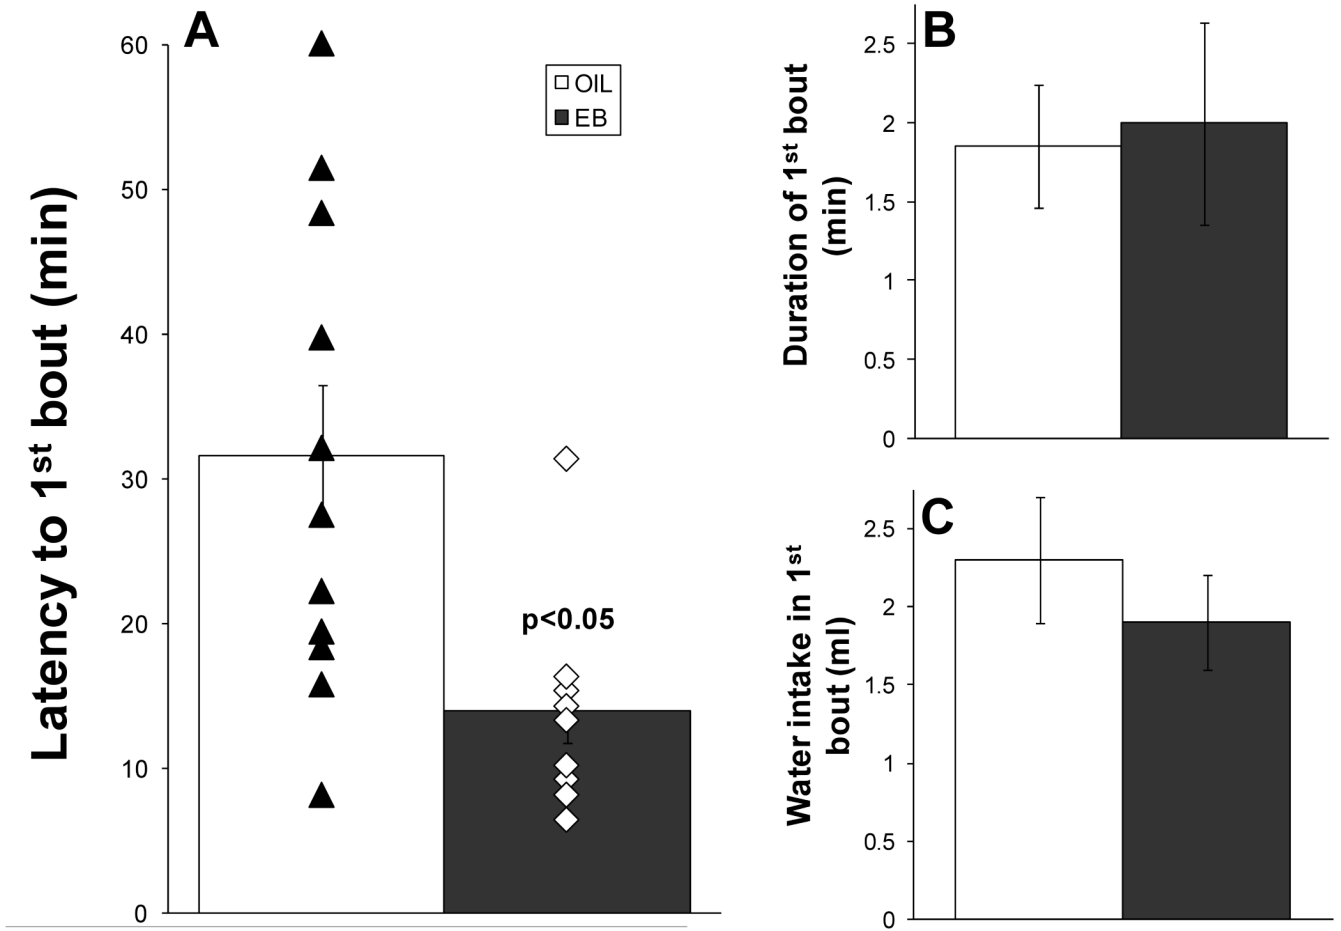 A
60
50
40
30
20
10
0
Latency to 1st bout (min)
OIL
EB
p<0.05
B
2.5
2
1.5
1
0.5
0
Duration of 1st bout
(min)
C
2.5
2
1.5
1
0.5
0
Water intake in 1st
bout (ml)